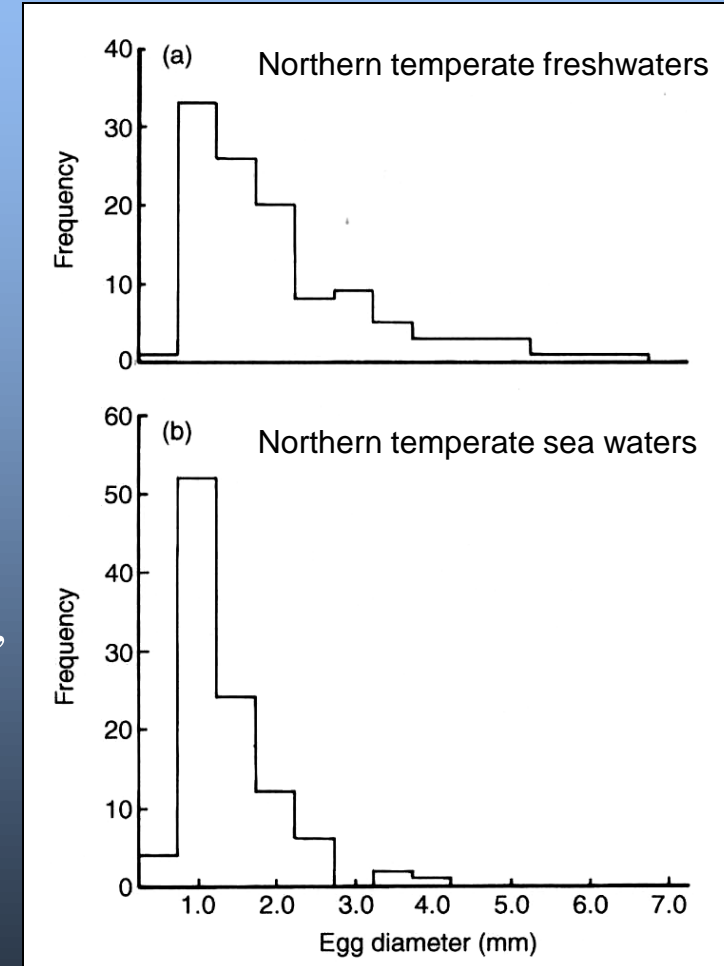 (a)
Northern temperate freshwaters
40
30
20
10
0
Frequency
(b)
Northern temperate sea waters
60
50
40
30
20
10
0
Frequency
1.0 2.0 3.0 4.0 5.0 6.0 7.0
Egg diameter (mm)
,